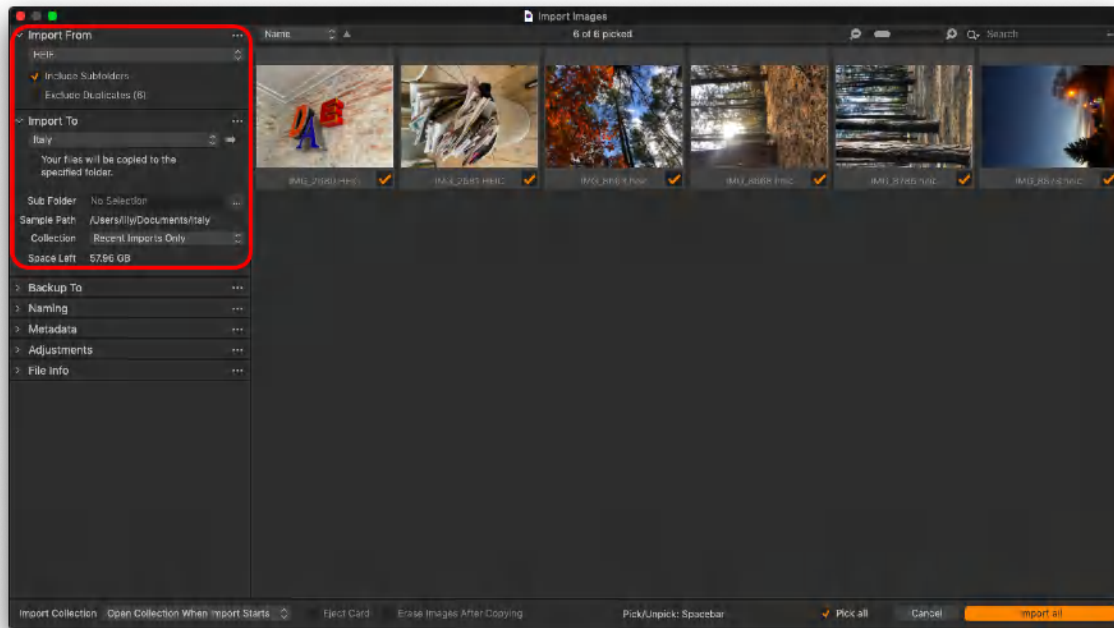 Import Images
Import From
HEIF
Include Subfolders
Exclude Duplicates (6)
Import To
Italy
Your files will be copied to the
specified folder.
Sub Folder No Selection
Sample Path /Users/lily/Documents/Italy
Collection Recent Imports Only
Space Left 57.96 GB
Backup To
Naming
Metadata
Adjustments
File Info
Name
6 of 6 picked
Search
IMG_8786.heic
Import Collection Open Collection When Import Starts
Eject Card
Erase Images After Copying
Pick/Unpick: Spacebar
Pick all
Cancel
Import all